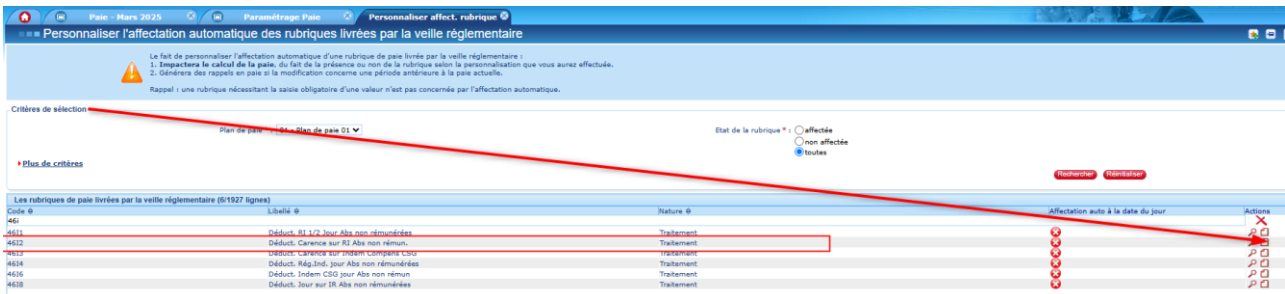 Paie - Mars 2025 Paramétrage Paie Personnaliser affect. rubrique
Personnaliser l'affectation automatique des rubriques livrées par la veille réglementaire
Le fait de personnaliser l'affectation automatique d'une rubrique de paie livrée par la veille réglementaire :
1. Impactera le calcul de la paie, du fait de la présence ou non de la rubrique selon la personnalisation que vous aurez effectuée.
2. Générera des rappels en paie si la modification concerne une période antérieure à la paie actuelle.
Rappel : une rubrique nécessitant la saisie obligatoire d'une valeur n'est pas concernée par l'affectation automatique.
Critères de sélection
Plan de paie * : 01 - Plan de paie 01 Etat de la rubrique * : affectée
non affectée
toutes
Plus de critères
Rechercher Réinitialiser
Les rubriques de paie livrées par la veille réglementaire (6/1927 lignes)
Code Libellé Nature Affectation auto à la date du jour Actions
46i
46I1 Déduct. RI 1/2 Jour Abs non rémunérées Traitement
46I2 Déduct. Carence sur RI Abs non rémun. Traitement
46I3 Déduct. Carence sur Indem Compens CSG Traitement
46I4 Déduct. Rég.Ind. jour Abs non rémunérées Traitement
46I6 Déduct. Indem CSG jour Abs non rémun Traitement
46I8 Déduct. Jour sur IR Abs non rémunérées Traitement